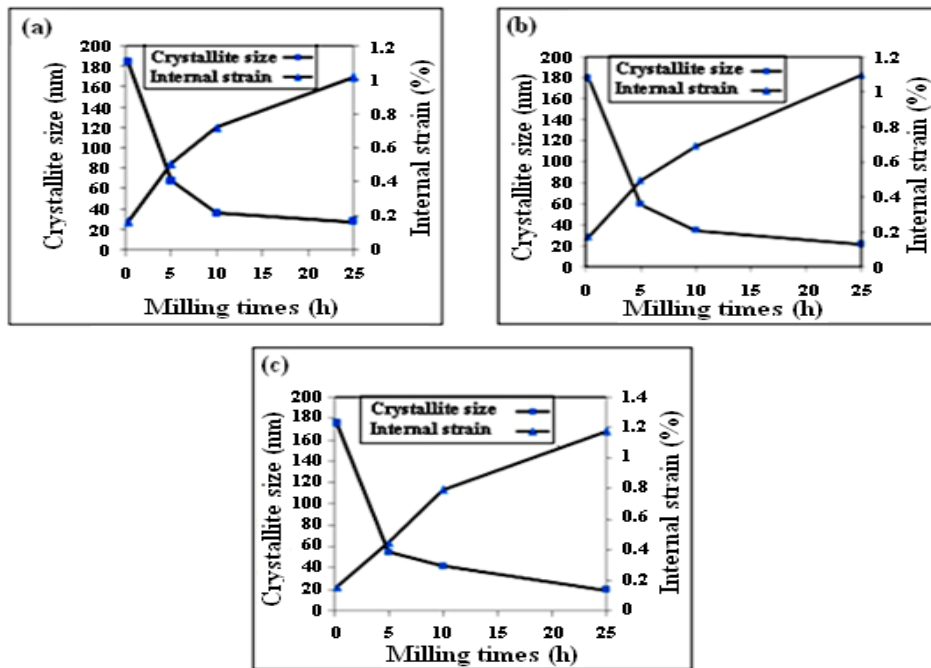 (a)
Crystallite size
Internal strain
Crystallite size (nm)
200
180
160
140
120
100
80
60
40
20
0
1.2
1
0.8
0.6
0.4
0.2
0
Internal strain (%)
0 5 10 15 20 25
Milling times (h)
(b)
Crystallite size
Internal strain
Crystallite size (nm)
200
180
160
140
120
100
80
60
40
20
0
1.2
1
0.8
0.6
0.4
0.2
0
Internal strain (%)
0 5 10 15 20 25
Milling times (h)
(c)
Crystallite size
Internal strain
Crystallite size (nm)
200
180
160
140
120
100
80
60
40
20
0
1.4
1.2
1
0.8
0.6
0.4
0.2
0
Internal strain (%)
0 5 10 15 20 25
Milling times (h)